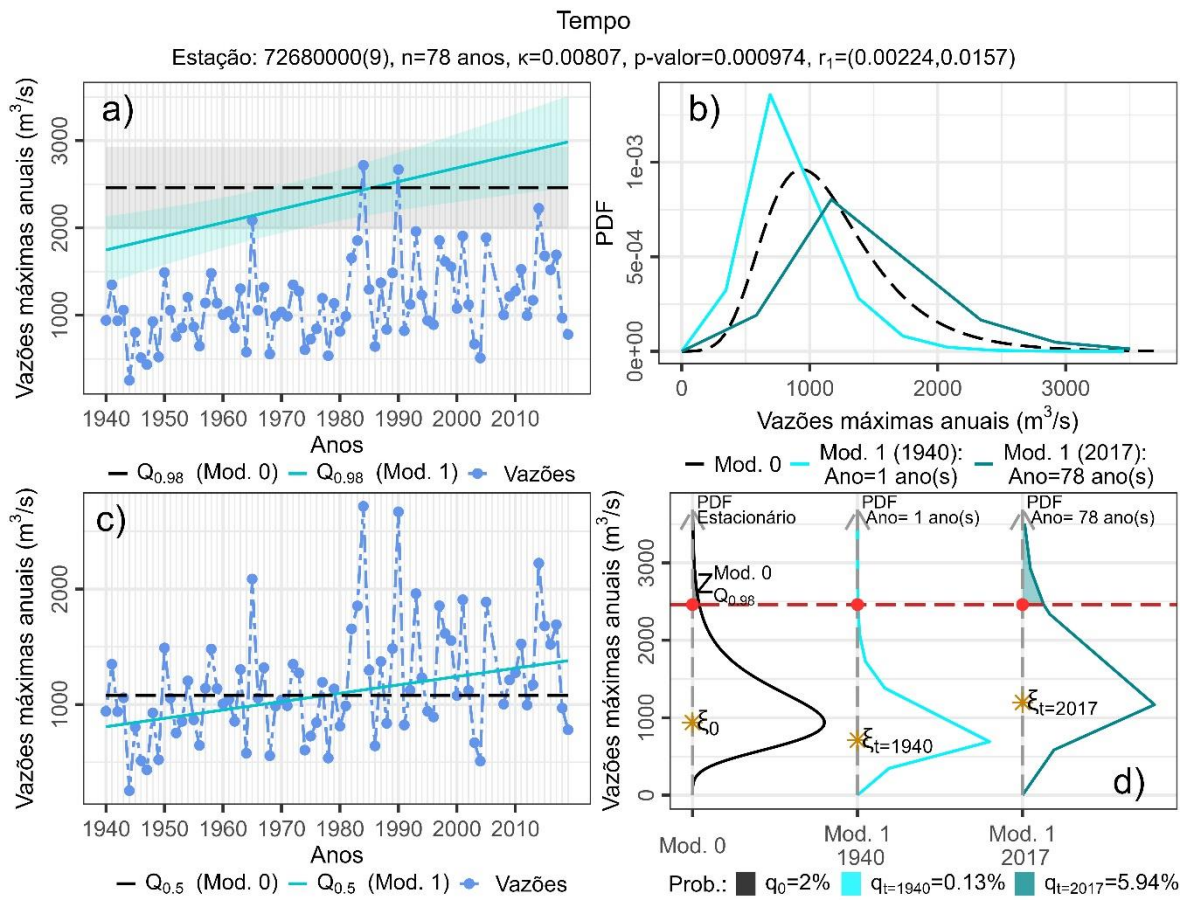 Tempo
Estação: 72680000(9), n=78 anos, κ=0.00807, p-valor=0.000974, r₁=(0.00224,0.0157)
a)
Vazões máximas anuais (m³/s)
3000
2000
1000
1940 1950 1960 1970 1980 1990 2000 2010
Anos
Q₀.₉₈ (Mod. 0) Q₀.₉₈ (Mod. 1) Vazões
b)
PDF
1e-03
5e-04
0e+00
0 1000 2000 3000
Vazões máximas anuais (m³/s)
Mod. 0 Mod. 1 (1940): Mod. 1 (2017):
Ano=1 ano(s) Ano=78 ano(s)
c)
Vazões máximas anuais (m³/s)
2000
1000
1940 1950 1960 1970 1980 1990 2000 2010
Anos
Q₀.₅ (Mod. 0) Q₀.₅ (Mod. 1) Vazões
Vazões máximas anuais (m³/s)
3000
2000
1000
0
PDF PDF PDF
Estacionário Ano= 1 ano(s) Ano= 78 ano(s)
Mod. 0
Q₀.₉₈
ξ₀
ξt=1940
ξt=2017
d)
Mod. 0 Mod. 1 Mod. 1
1940 2017
Prob.: q₀=2% qt=1940=0.13% qt=2017=5.94%